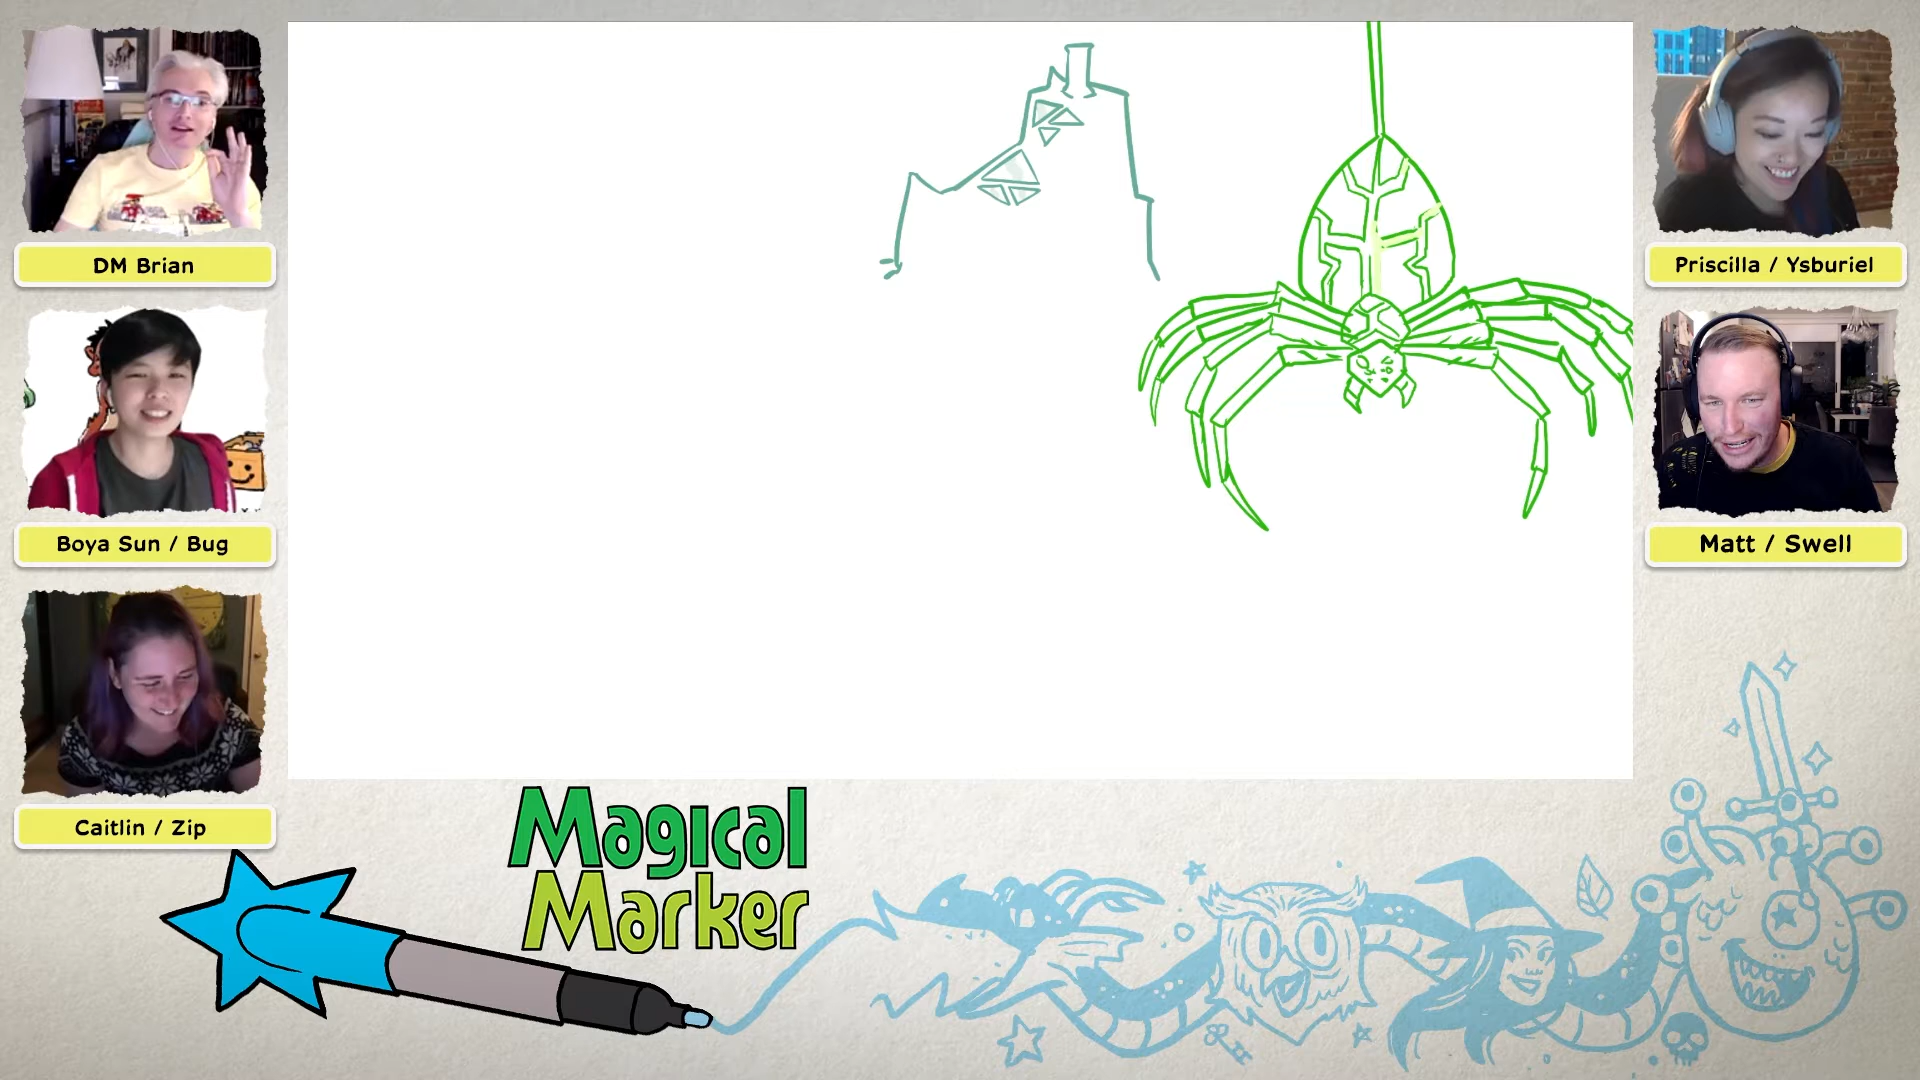 DM Brian
Boya Sun / Bug
Caitlin / Zip
Priscilla / Ysburiel
Matt / Swell
Magical
Marker